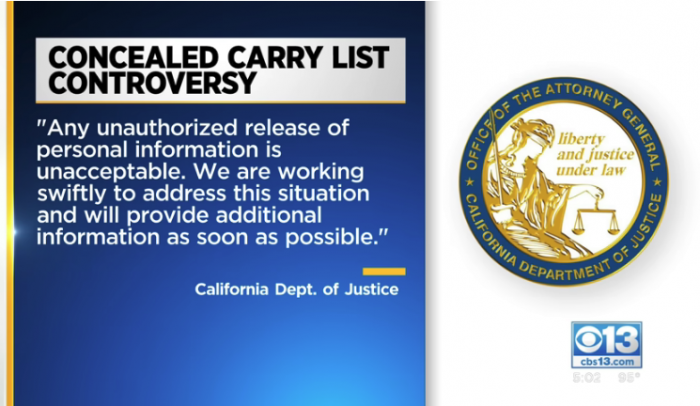 CONCEALED CARRY LIST
CONTROVERSY
"Any unauthorized release of
personal information is
unacceptable. We are working
swiftly to address this situation
and will provide additional
information as soon as possible."
California Dept. of Justice
OFFICE OF THE ATTORNEY GENERAL
liberty
and justice
under law
CALIFORNIA DEPARTMENT OF JUSTICE
13
cbs13.com
5:02 95°